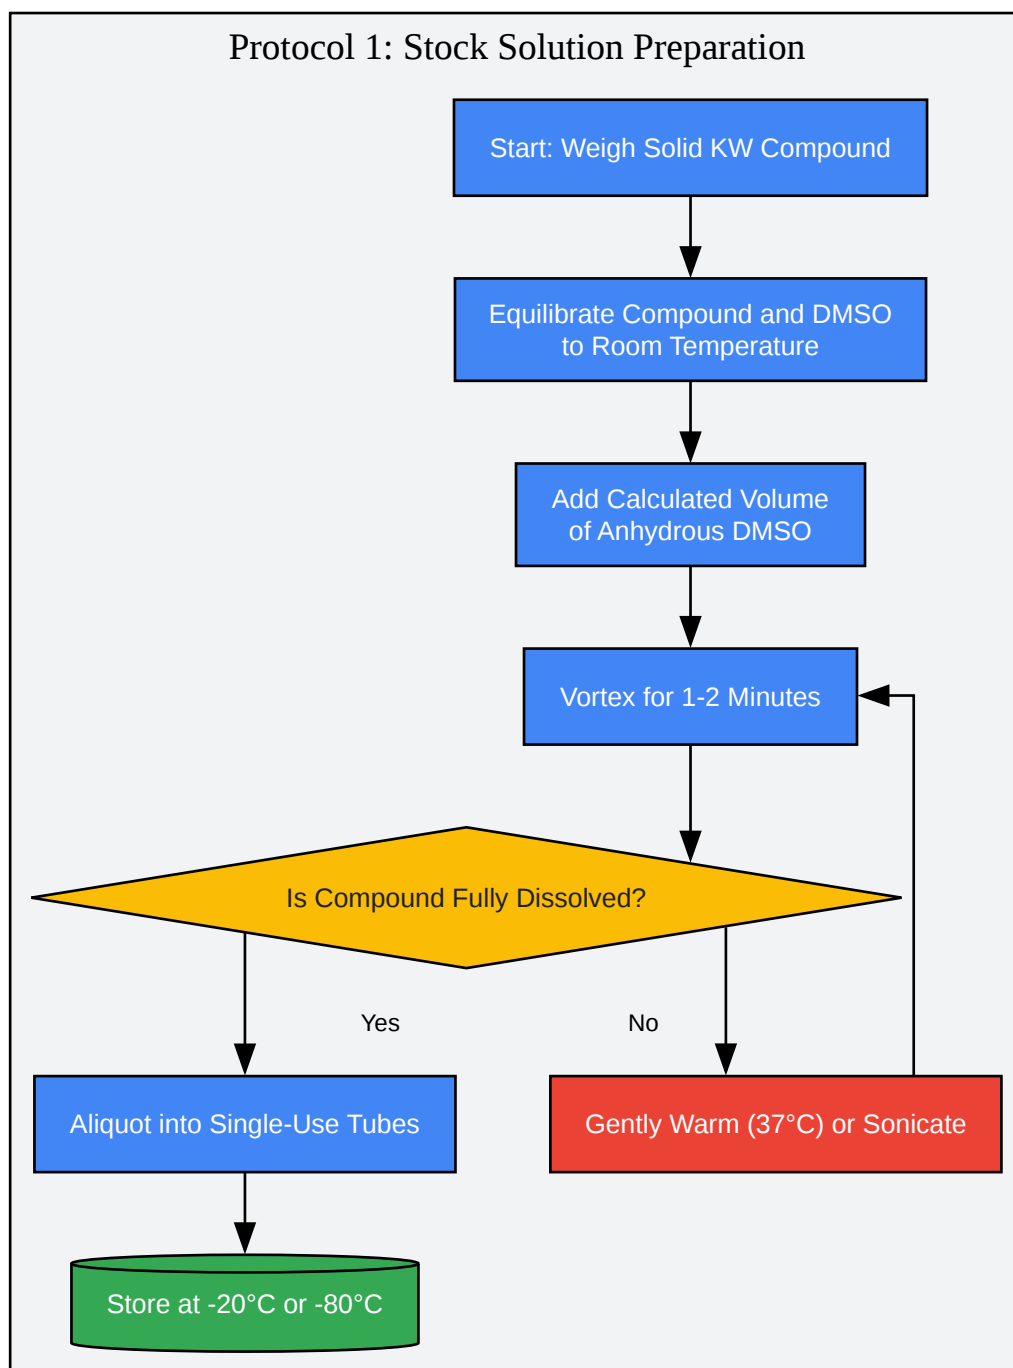 Protocol 1: Stock Solution Preparation
Start: Weigh Solid KW Compound
Equilibrate Compound and DMSO
to Room Temperature
Add Calculated Volume
of Anhydrous DMSO
Vortex for 1-2 Minutes
Is Compound Fully Dissolved?
Yes
No
Aliquot into Single-Use Tubes
Gently Warm (37°C) or Sonicate
Store at -20°C or -80°C